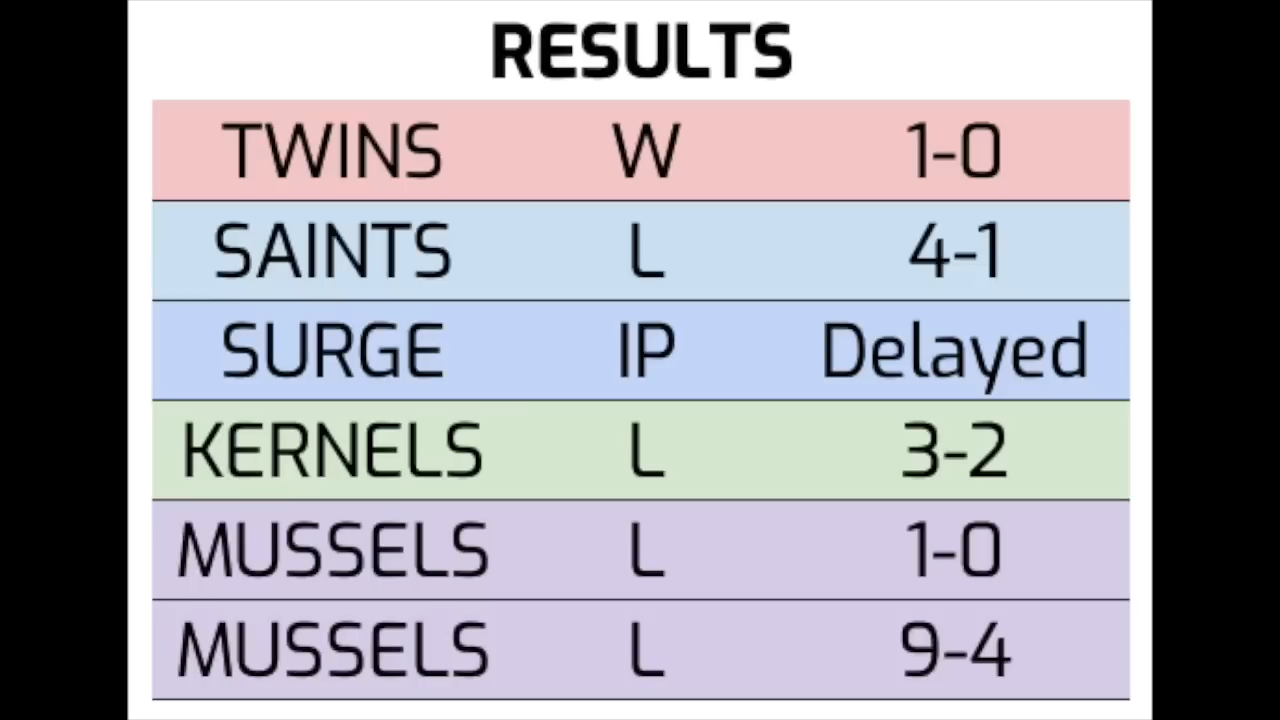 RESULTS
TWINS W 1-0
SAINTS L 4-1
SURGE IP Delayed
KERNELS L 3-2
MUSSELS L 1-0
MUSSELS L 9-4